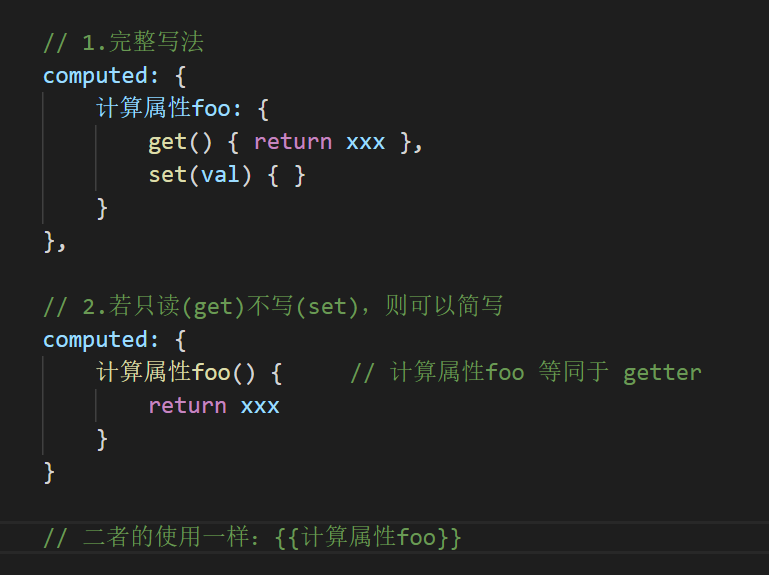 // 1.完整写法
computed: {
    计算属性foo: {
        get() { return xxx },
        set(val) { }
    }
},
// 2.若只读(get)不写(set)，则可以简写
computed: {
    计算属性foo() {     // 计算属性foo 等同于 getter
        return xxx
    }
}
// 二者的使用一样：{{计算属性foo}}